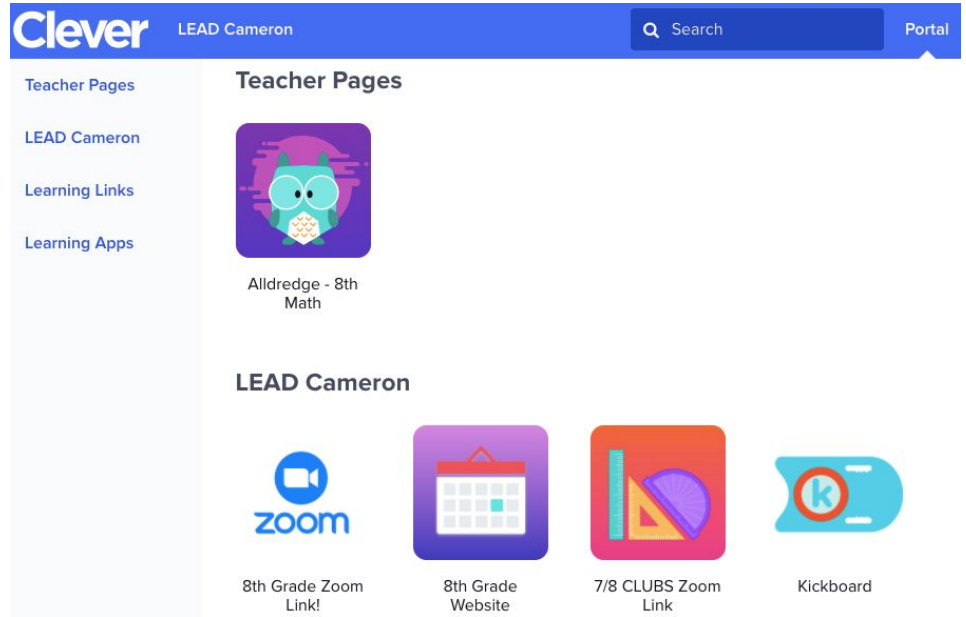 Clever LEAD Cameron Search Portal
Teacher Pages
LEAD Cameron
Learning Links
Learning Apps
Teacher Pages
Alldredge - 8th
Math
LEAD Cameron
zoom
k
8th Grade Zoom
Link!
8th Grade
Website
7/8 CLUBS Zoom
Link
Kickboard